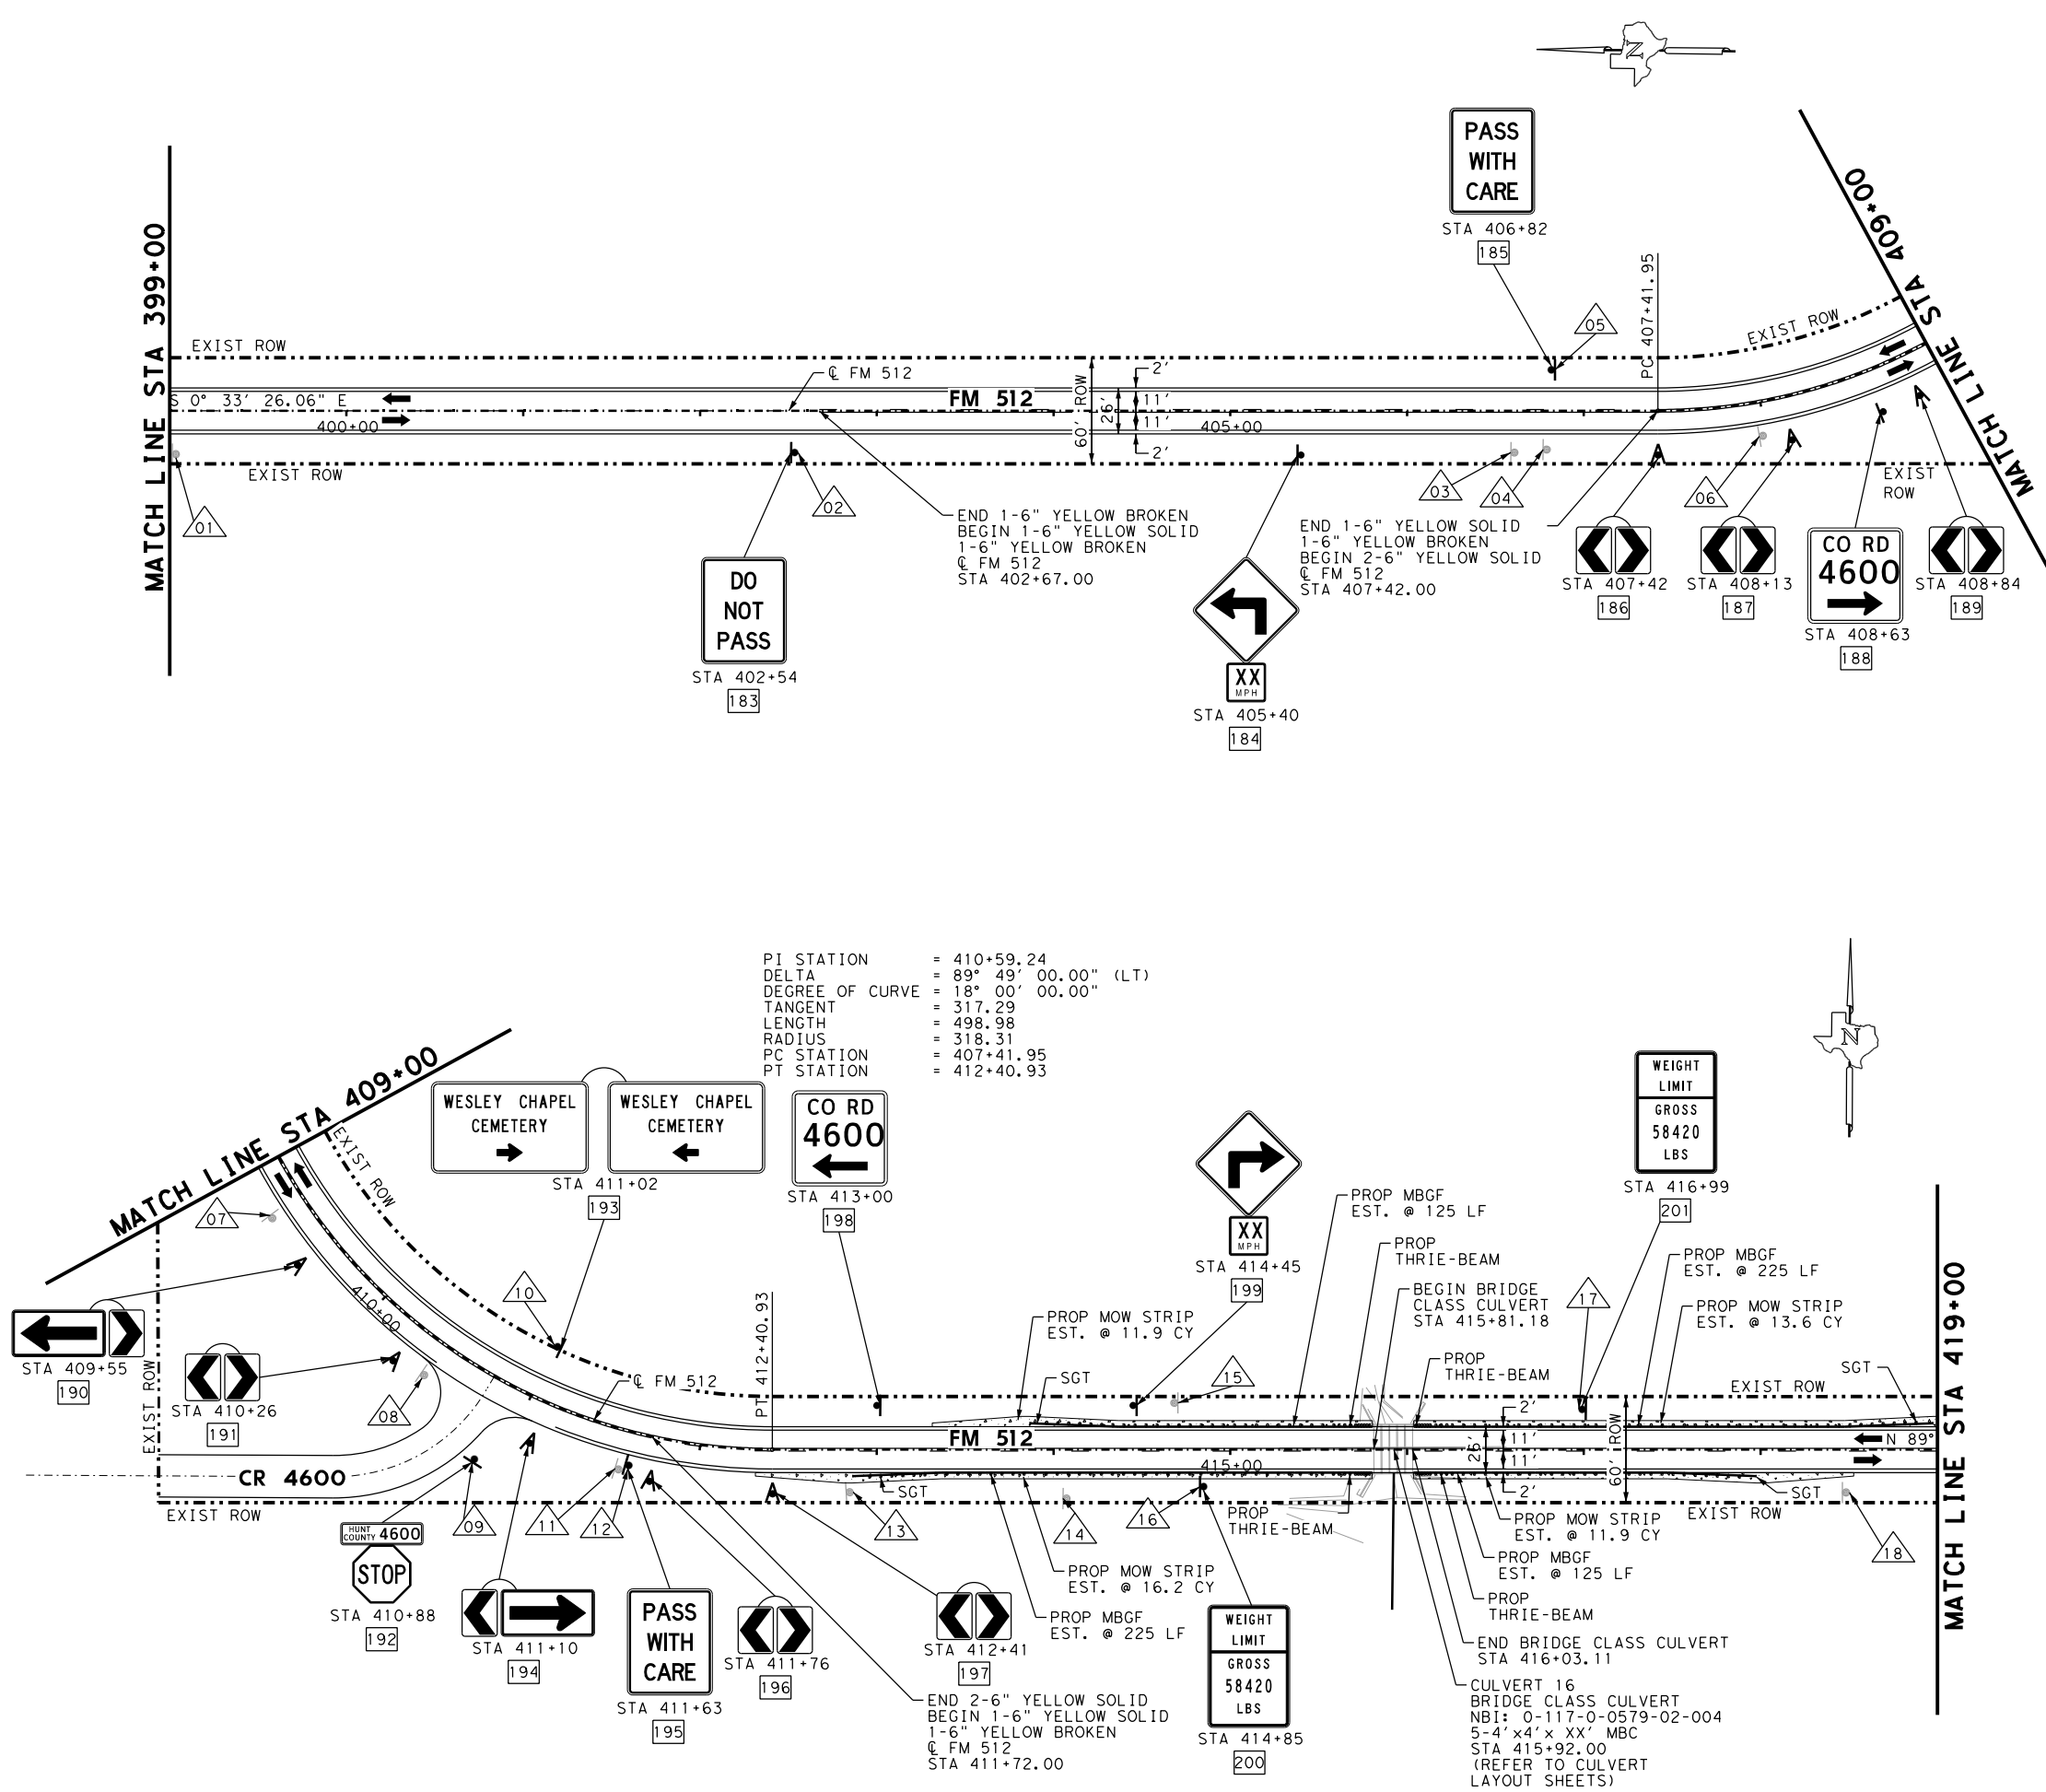 N
PASS
WITH
CARE
STA 406+82
185
05
PC 407+41.95
MATCH LINE STA 399+00
MATCH LINE STA 409+00
EXIST ROW
EXIST ROW
S 0° 33' 26.06" E
400+00
℄ FM 512
FM 512
60' ROW
26'
2'
11'
11'
2'
405+00
EXIST ROW
EXIST
ROW
01
02
03
04
06
END 1-6" YELLOW BROKEN
BEGIN 1-6" YELLOW SOLID
1-6" YELLOW BROKEN
℄ FM 512
STA 402+67.00
END 1-6" YELLOW SOLID
1-6" YELLOW BROKEN
BEGIN 2-6" YELLOW SOLID
℄ FM 512
STA 407+42.00
DO
NOT
PASS
STA 402+54
183
XX
MPH
STA 405+40
184
STA 407+42
186
STA 408+13
187
CO RD
4600
STA 408+63
188
STA 408+84
189
PI STATION = 410+59.24
DELTA = 89° 49' 00.00" (LT)
DEGREE OF CURVE = 18° 00' 00.00"
TANGENT = 317.29
LENGTH = 498.98
RADIUS = 318.31
PC STATION = 407+41.95
PT STATION = 412+40.93
N
MATCH LINE STA 409+00
EXIST ROW
WESLEY CHAPEL
CEMETERY
WESLEY CHAPEL
CEMETERY
STA 411+02
193
CO RD
4600
STA 413+00
198
XX
MPH
STA 414+45
199
WEIGHT
LIMIT
GROSS
58420
LBS
STA 416+99
201
07
10
15
17
PROP MBGF
EST. @ 125 LF
PROP
THRIE-BEAM
BEGIN BRIDGE
CLASS CULVERT
STA 415+81.18
PROP MBGF
EST. @ 225 LF
PROP MOW STRIP
EST. @ 13.6 CY
PROP MOW STRIP
EST. @ 11.9 CY
SGT
PROP
THRIE-BEAM
SGT
EXIST ROW
STA 409+55
190
STA 410+26
191
EXIST ROW
410+00
08
℄ FM 512
PT 412+40.93
FM 512
415+00
2'
11'
26'
11'
2'
60' ROW
N 89°
MATCH LINE STA 419+00
CR 4600
EXIST ROW
SGT
SGT
EXIST ROW
09
11
12
13
14
16
18
PROP
THRIE-BEAM
PROP MOW STRIP
EST. @ 11.9 CY
PROP MBGF
EST. @ 125 LF
PROP
THRIE-BEAM
HUNT
COUNTY 4600
STOP
STA 410+88
192
STA 411+10
194
PASS
WITH
CARE
STA 411+63
195
STA 411+76
196
STA 412+41
197
PROP MOW STRIP
EST. @ 16.2 CY
PROP MBGF
EST. @ 225 LF
WEIGHT
LIMIT
GROSS
58420
LBS
STA 414+85
200
END 2-6" YELLOW SOLID
BEGIN 1-6" YELLOW SOLID
1-6" YELLOW BROKEN
℄ FM 512
STA 411+72.00
END BRIDGE CLASS CULVERT
STA 416+03.11
CULVERT 16
BRIDGE CLASS CULVERT
NBI: 0-117-0-0579-02-004
5-4'x4'x XX' MBC
STA 415+92.00
(REFER TO CULVERT
LAYOUT SHEETS)